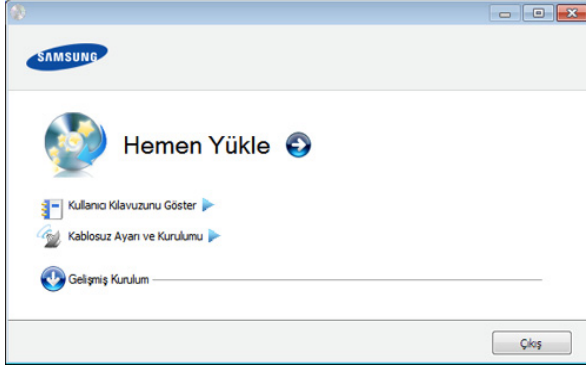 SAMSUNG
Hemen Yükle
Kullanıcı Kılavuzunu Göster
Kablosuz Ayarı ve Kurulumu
Gelişmiş Kurulum
Çıkış